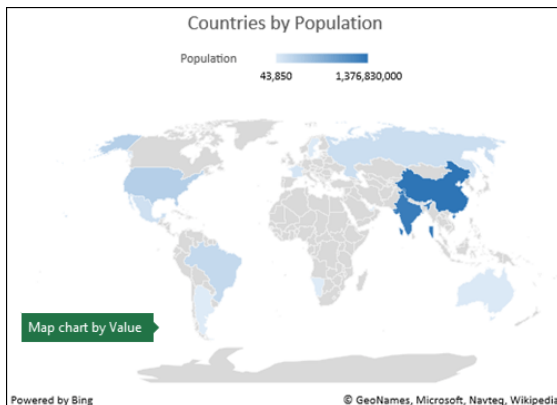 Countries by Population
Population
43,850 1,376,830,000
Map chart by Value
Powered by Bing © GeoNames, Microsoft, Navteq, Wikipedia